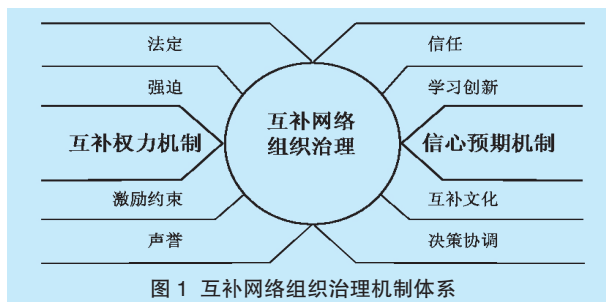 法定
信任
强迫
学习创新
互补网络
组织治理
互补权力机制
信心预期机制
激励约束
互补文化
声誉
决策协调
图 1 互补网络组织治理机制体系